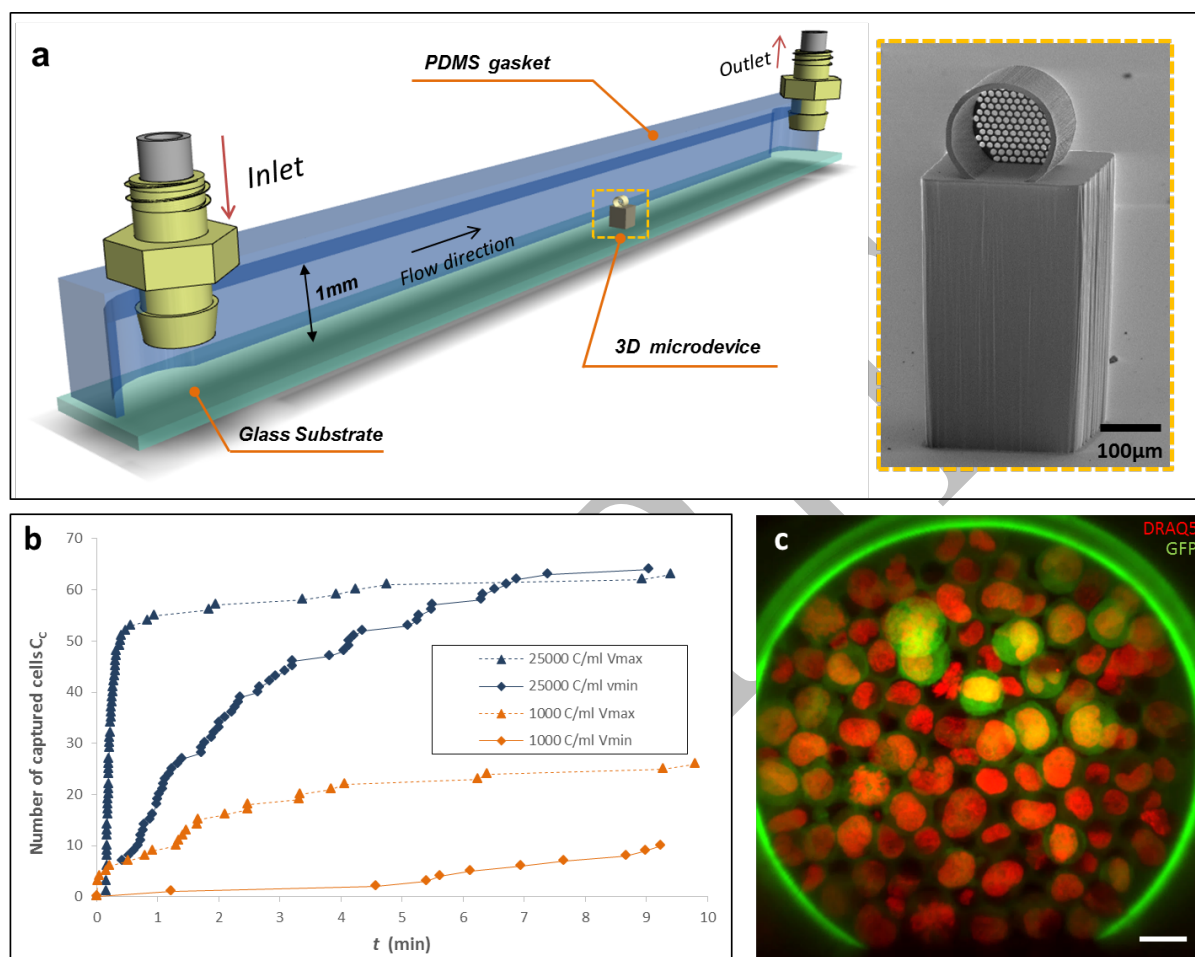 a
PDMS gasket
Outlet
Inlet
1mm
Flow direction
3D microdevice
Glass Substrate
100µm
b
Number of captured cells C_C
70
60
50
40
30
20
10
0
25000 C/ml Vmax
25000 C/ml vmin
1000 C/ml Vmax
1000 C/ml Vmin
0 1 2 3 4 5 6 7 8 9 10
t (min)
c
DRAQ5
GFP